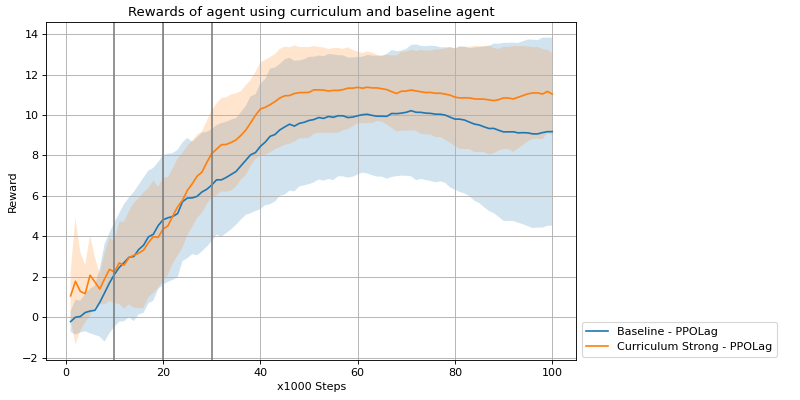 Rewards of agent using curriculum and baseline agent
Reward
14
12
10
8
6
4
2
0
−2
0 20 40 60 80 100
x1000 Steps
Baseline - PPOLag
Curriculum Strong - PPOLag